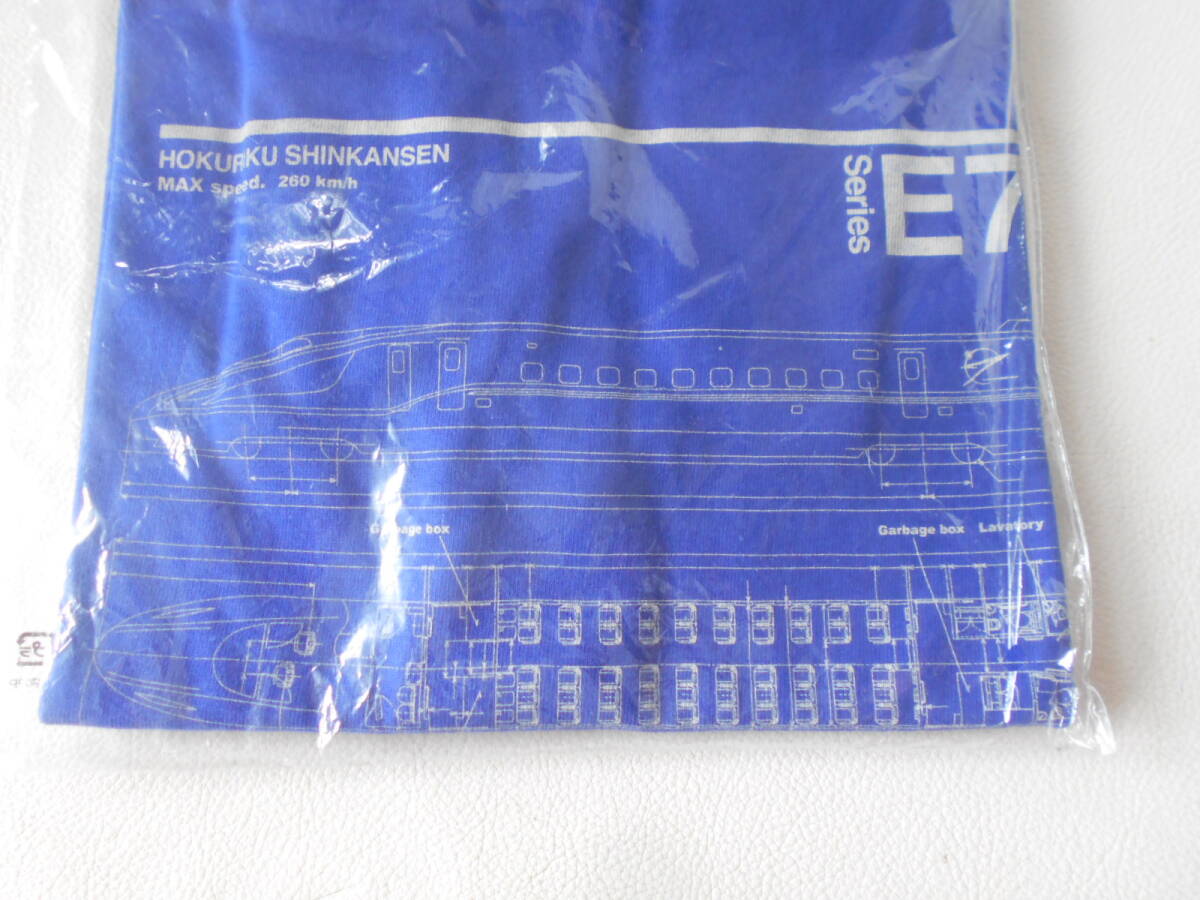 HOKURIKU SHINKANSEN
MAX speed. 260 km/h
Series
E7
Garbage box
Garbage box
Lavatory